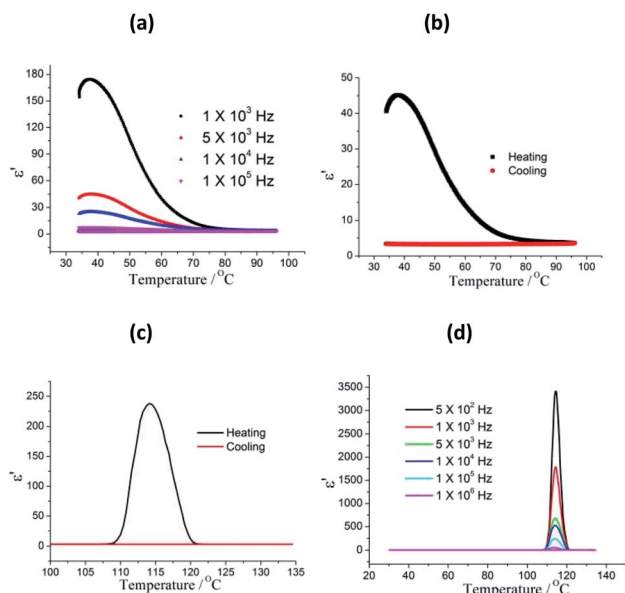 (a)
180
150
120
90
60
30
0
ε'
1 X 10³ Hz
5 X 10³ Hz
1 X 10⁴ Hz
1 X 10⁵ Hz
30 40 50 60 70 80 90 100
Temperature / ᴼC
(b)
50
40
30
20
10
0
ε'
Heating
Cooling
30 40 50 60 70 80 90 100
Temperature / ᴼC
(c)
250
200
150
100
50
0
ε'
Heating
Cooling
100 105 110 115 120 125 130 135
Temperature / ᴼC
(d)
3500
3000
2500
2000
1500
1000
500
0
ε'
5 X 10² Hz
1 X 10³ Hz
5 X 10³ Hz
1 X 10⁴ Hz
1 X 10⁵ Hz
1 X 10⁶ Hz
20 40 60 80 100 120 140
Temperature / ᴼC